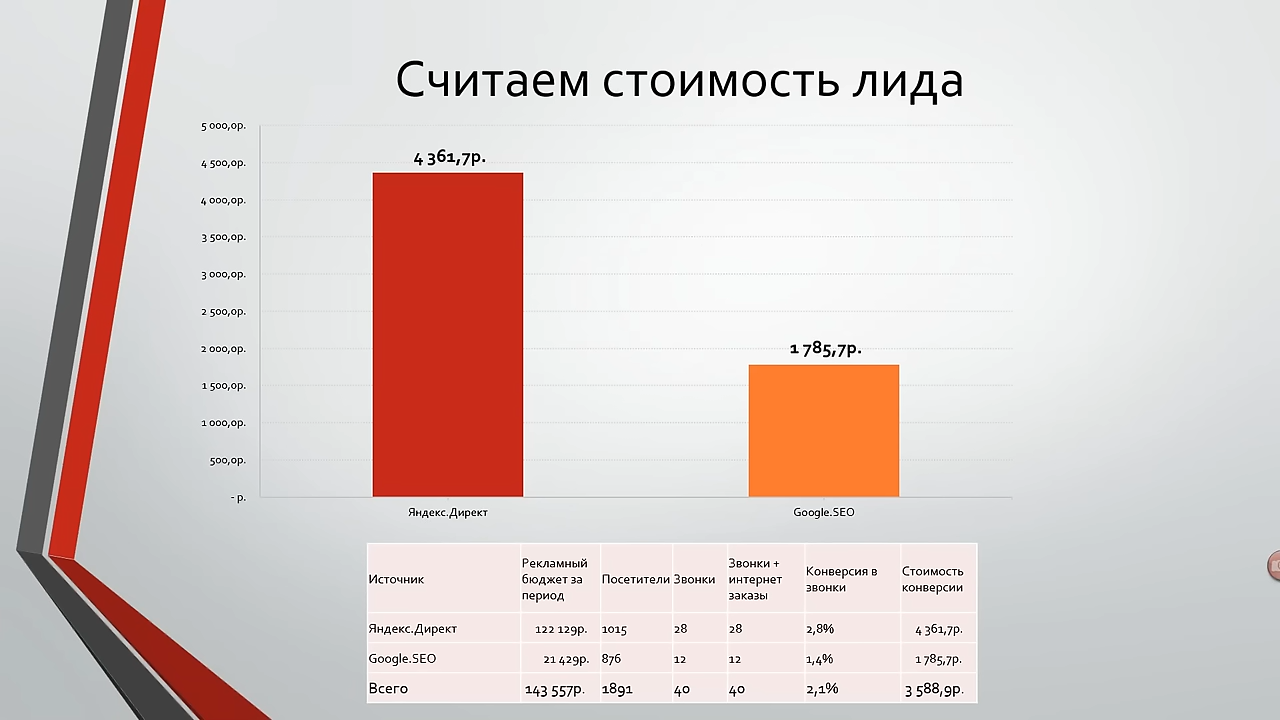 Считаем стоимость лида
5 000,0р.
4 500,0р.
4 000,0р.
3 500,0р.
3 000,0р.
2 500,0р.
2 000,0р.
1 500,0р.
1 000,0р.
500,0р.
- р.
4 361,7р.
1 785,7р.
Яндекс.Директ
Google.SEO
Источник
Рекламный
бюджет за
период
Посетители
Звонки
Звонки +
интернет
заказы
Конверсия в
звонки
Стоимость
конверсии
Яндекс.Директ 122 129р. 1015 28 28 2,8% 4 361,7р.
Google.SEO 21 429р. 876 12 12 1,4% 1 785,7р.
Всего 143 557р. 1891 40 40 2,1% 3 588,9р.